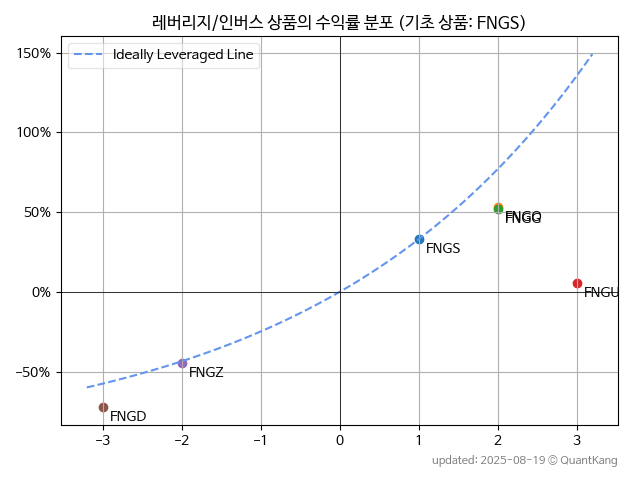 레버리지/인버스 상품의 수익률 분포 (기초 상품: FNGS)
150%
100%
50%
0%
−50%
Ideally Leveraged Line
FNGO
FNGG
FNGS
FNGU
FNGZ
FNGD
−3
−2
−1
0
1
2
3
updated: 2025-08-19 © QuantKang